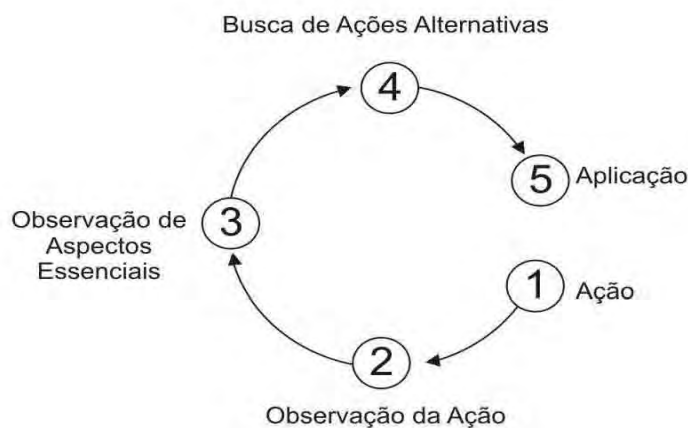 Busca de Ações Alternativas
4
5
Aplicação
3
Observação de
Aspectos
Essenciais
1
Ação
2
Observação da Ação